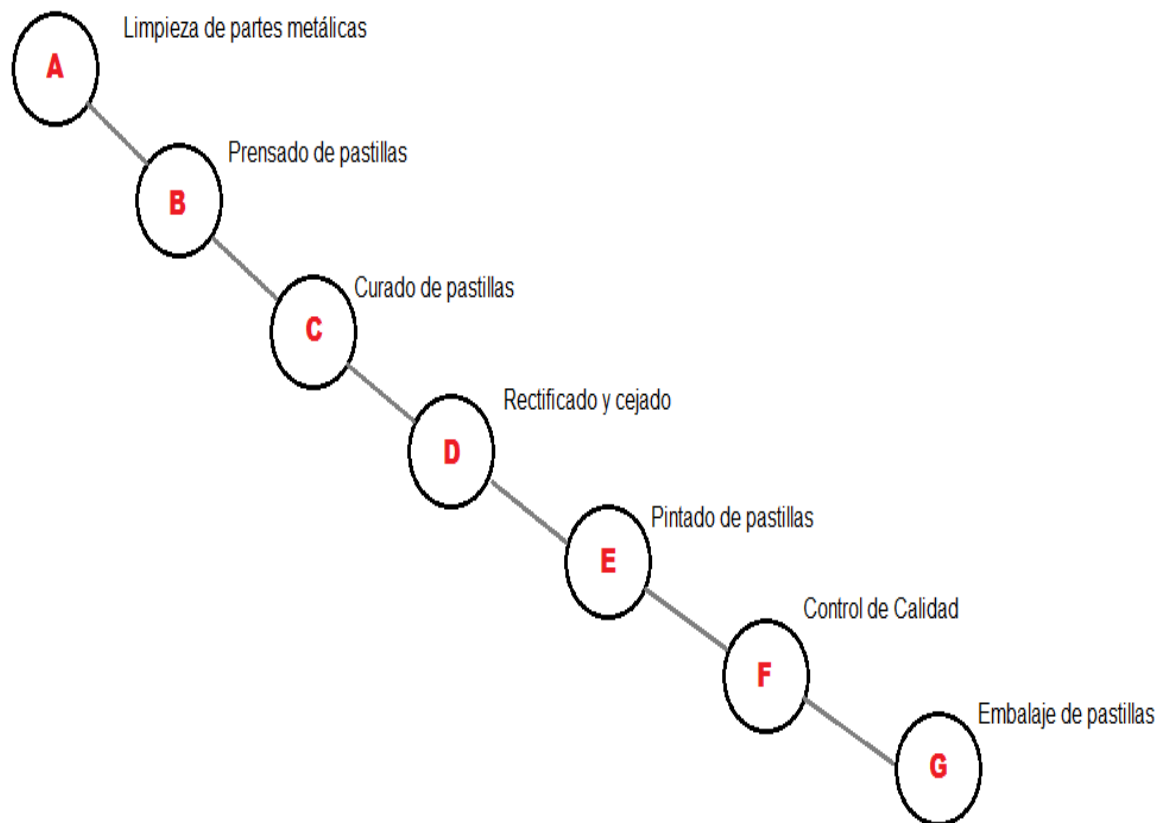 Limpieza de partes metálicas
A
Prensado de pastillas
B
Curado de pastillas
C
Rectificado y cejado
D
Pintado de pastillas
E
Control de Calidad
F
Embalaje de pastillas
G